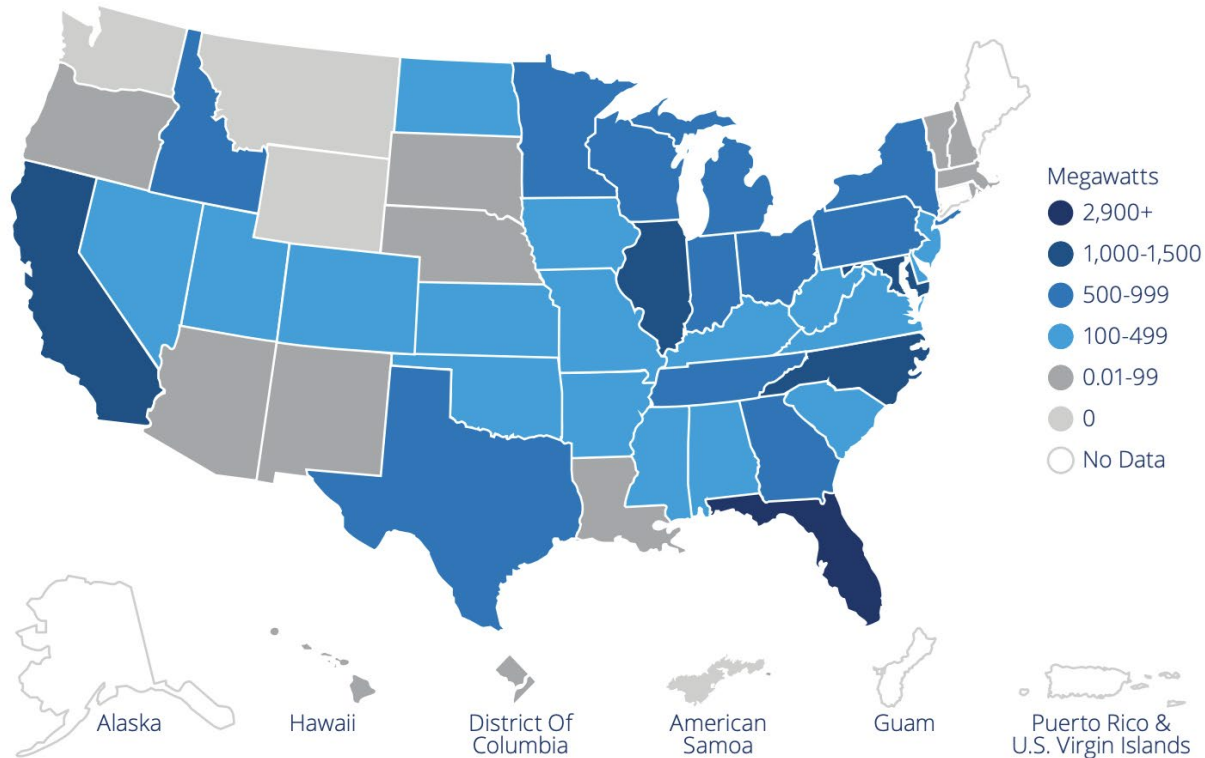 Megawatts
2,900+
1,000-1,500
500-999
100-499
0.01-99
0
No Data
Alaska
Hawaii
District Of
Columbia
American
Samoa
Guam
Puerto Rico &
U.S. Virgin Islands